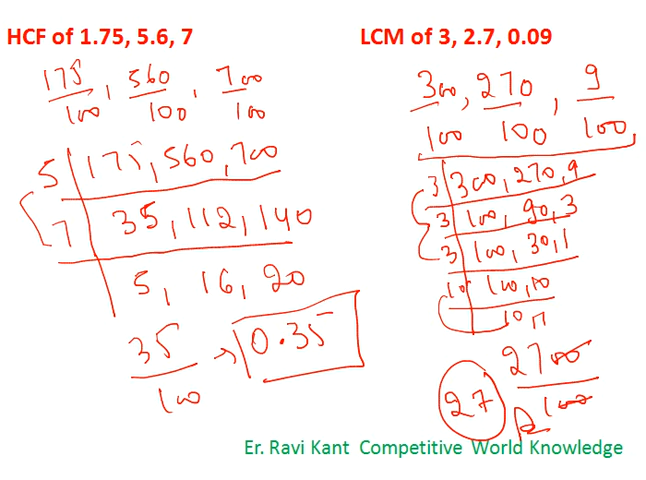 HCF of 1.75, 5.6, 7
175/100, 560/100, 700/100
5 | 175, 560, 700
7 | 35, 112, 140
5, 16, 20
35/100 → 0.35
LCM of 3, 2.7, 0.09
300/100, 270/100, 9/100,
3 | 300, 270, 9
3 | 100, 90, 3
3 | 100, 30, 1
10 | 100, 10
10, 1
2700/100
27
Er. Ravi Kant Competitive World Knowledge